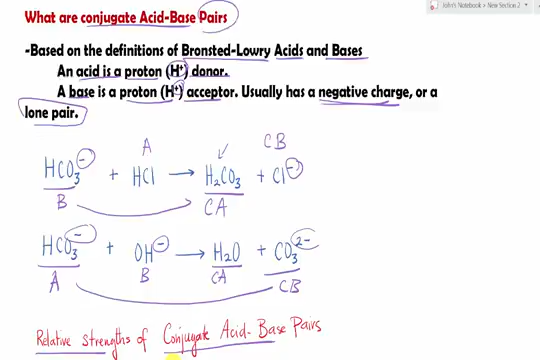 John's Notebook » New Section 2
What are conjugate Acid-Base Pairs
-Based on the definitions of Bronsted-Lowry Acids and Bases
An acid is a proton (H⁺) donor.
A base is a proton (H⁺) acceptor. Usually has a negative charge, or a
lone pair.
A CB
HCO₃⁻ + HCl → H₂CO₃ + Cl⁻
B CA
HCO₃⁻ + OH⁻ → H₂O + CO₃²⁻
A B CA CB
Relative strengths of Conjugate Acid-Base Pairs